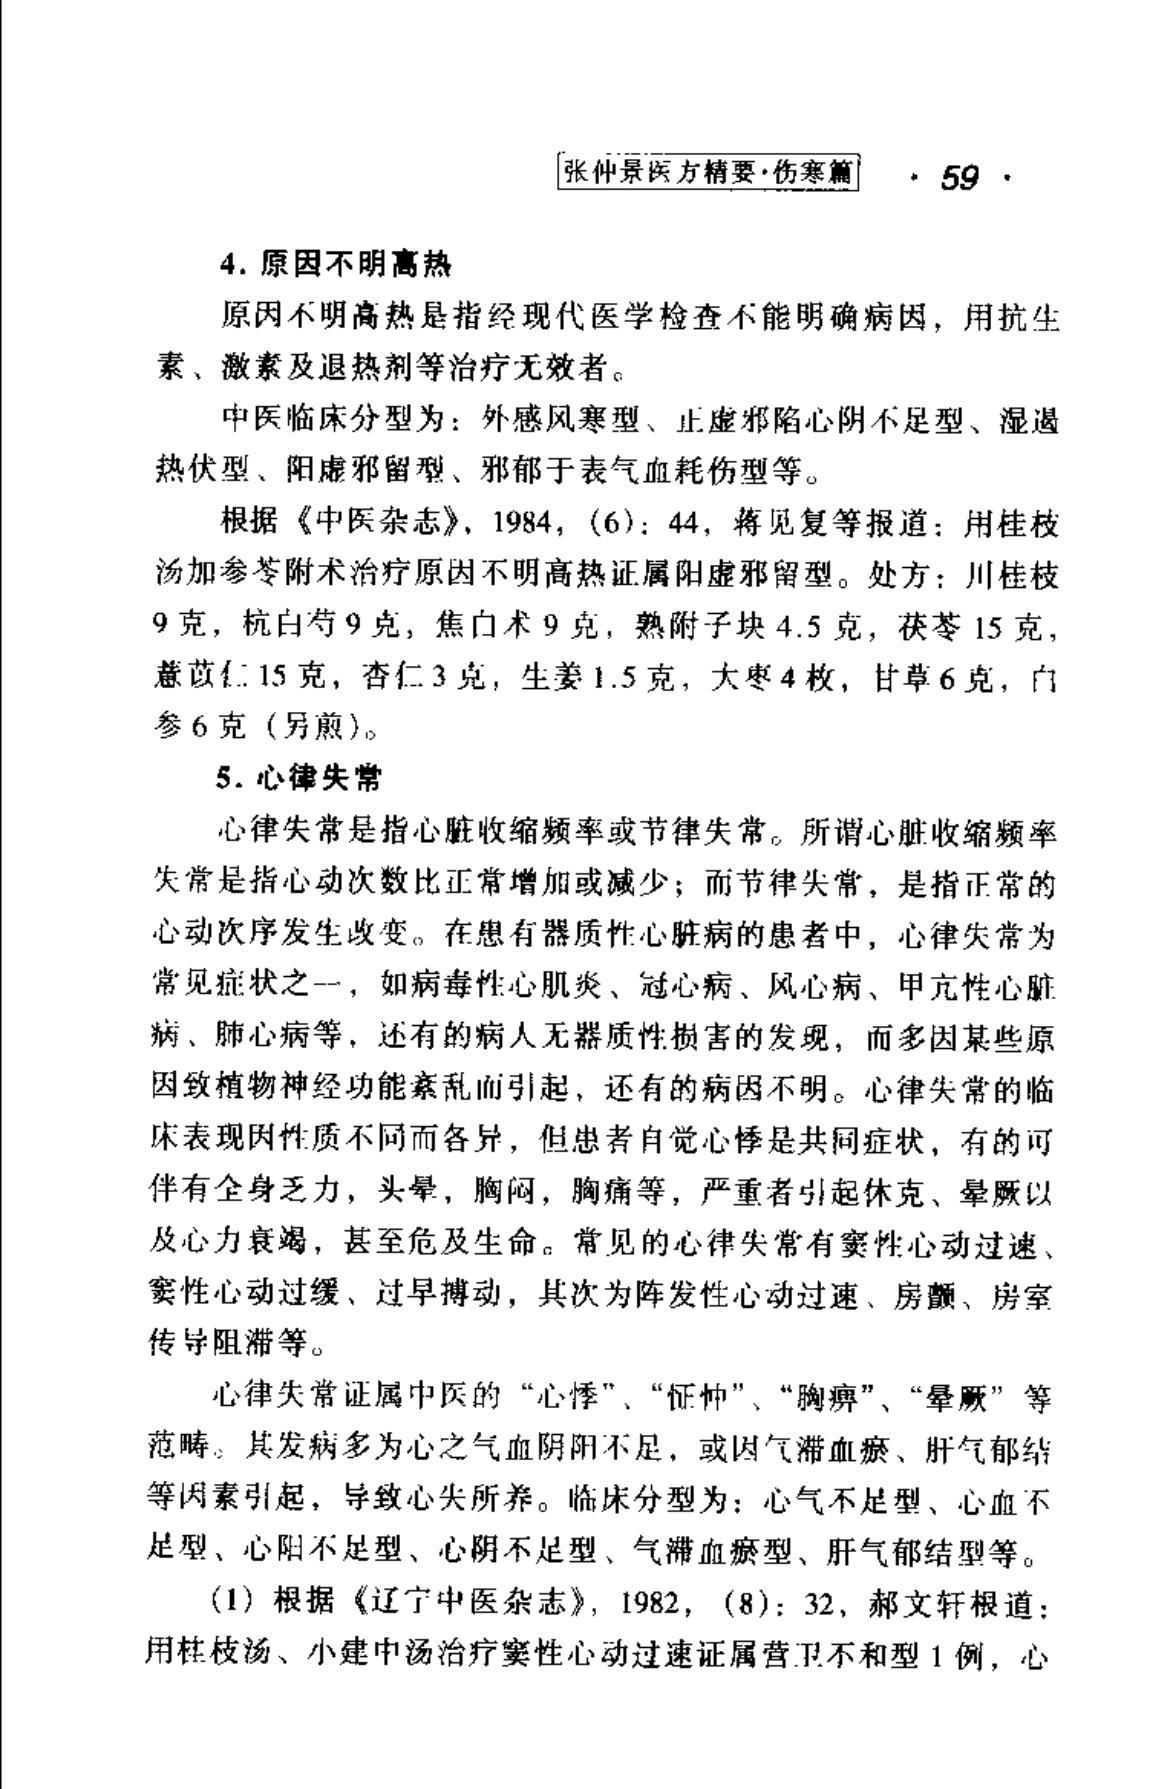 张仲景医方精要·伤寒篇 · 59 ·
4. 原因不明高热
原因不明高热是指经现代医学检查不能明确病因，用抗生
素、激素及退热剂等治疗无效者。
中医临床分型为：外感风寒型、正虚邪陷心阴不足型、湿遏
热伏型、阳虚邪留型、邪郁于表气血耗伤型等。
根据《中医杂志》，1984，（6）：44，蒋见复等报道：用桂枝
汤加参苓附术治疗原因不明高热证属阳虚邪留型。处方：川桂枝
9 克，杭白芍 9 克，焦白术 9 克，熟附子块 4.5 克，茯苓 15 克，
薏苡仁 15 克，杏仁 3 克，生姜 1.5 克，大枣 4 枚，甘草 6 克，白
参 6 克（另煎）。
5. 心律失常
心律失常是指心脏收缩频率或节律失常。所谓心脏收缩频率
失常是指心动次数比正常增加或减少；而节律失常，是指正常的
心动次序发生改变。在患有器质性心脏病的患者中，心律失常为
常见症状之一，如病毒性心肌炎、冠心病、风心病、甲亢性心脏
病、肺心病等，还有的病人无器质性损害的发现，而多因某些原
因致植物神经功能紊乱而引起，还有的病因不明。心律失常的临
床表现因性质不同而各异，但患者自觉心悸是共同症状，有的可
伴有全身乏力，头晕，胸闷，胸痛等，严重者引起休克、晕厥以
及心力衰竭，甚至危及生命。常见的心律失常有窦性心动过速、
窦性心动过缓、过早搏动，其次为阵发性心动过速、房颤、房室
传导阻滞等。
心律失常证属中医的“心悸”、“怔忡”、“胸痹”、“晕厥”等
范畴。其发病多为心之气血阴阳不足，或因气滞血瘀、肝气郁结
等因素引起，导致心失所养。临床分型为：心气不足型、心血不
足型、心阳不足型、心阴不足型、气滞血瘀型、肝气郁结型等。
（1）根据《辽宁中医杂志》，1982，（8）：32，郝文轩根道：
用桂枝汤、小建中汤治疗窦性心动过速证属营卫不和型 1 例，心